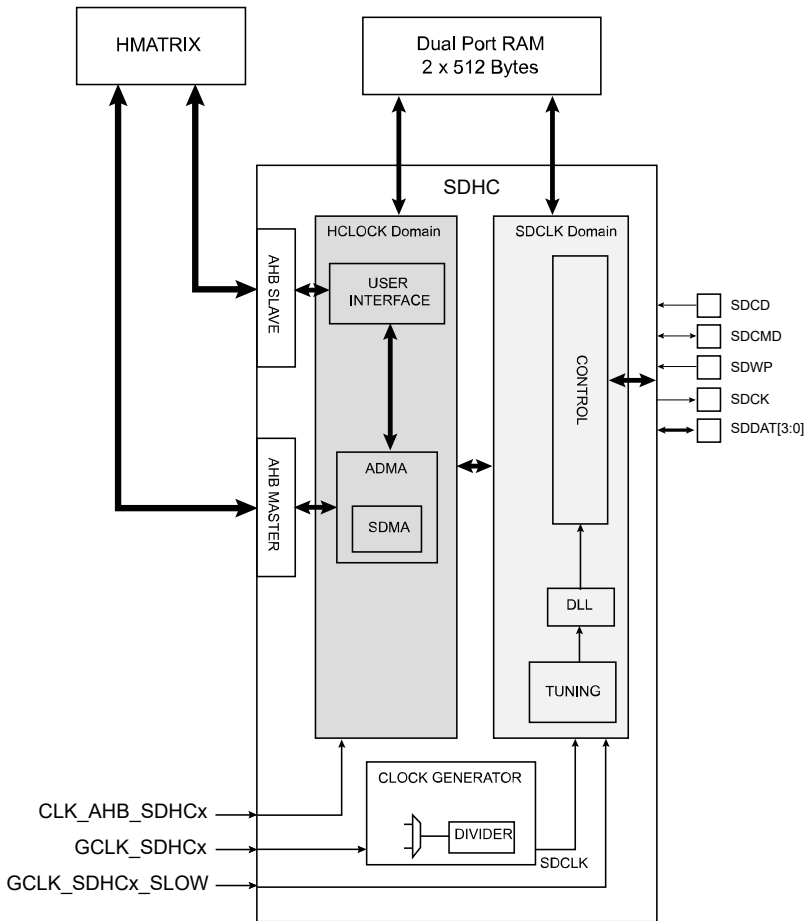 HMATRIX
Dual Port RAM
2 x 512 Bytes
SDHC
HCLOCK Domain
SDCLK Domain
AHB SLAVE
USER
INTERFACE
CONTROL
SDCD
SDCMD
SDWP
SDCK
SDDAT[3:0]
AHB MASTER
ADMA
SDMA
DLL
TUNING
CLOCK GENERATOR
DIVIDER
SDCLK
CLK_AHB_SDHCx
GCLK_SDHCx
GCLK_SDHCx_SLOW